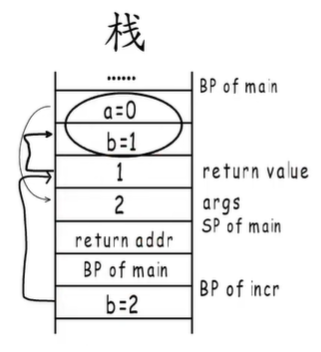 栈
......
BP of main
a=0
b=1
1
return value
2
args
SP of main
return addr
BP of main
BP of incr
b=2